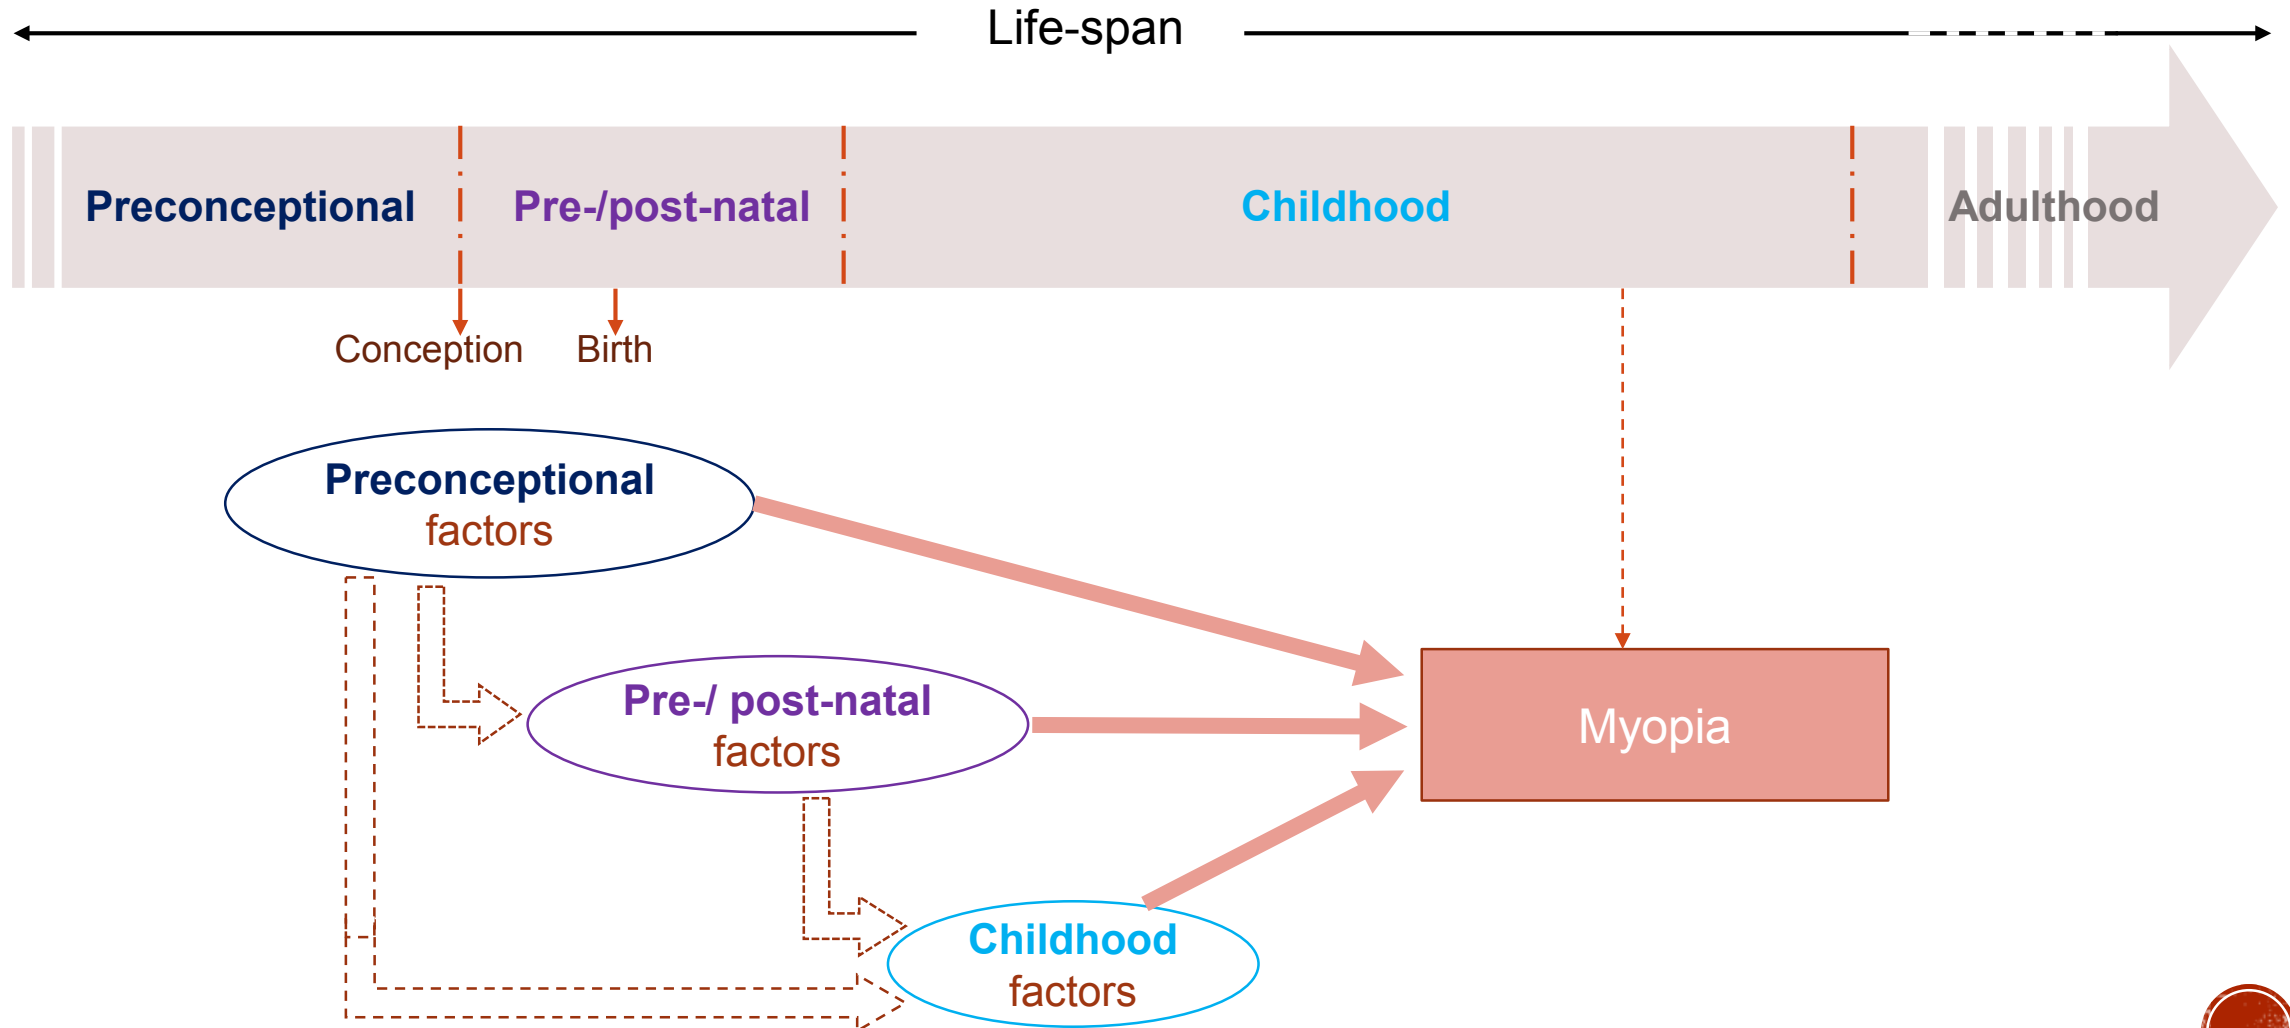 Life-span
Preconceptional
Pre-/post-natal
Childhood
Adulthood
Conception
Birth
Preconceptional
factors
Pre-/ post-natal
factors
Myopia
Childhood
factors